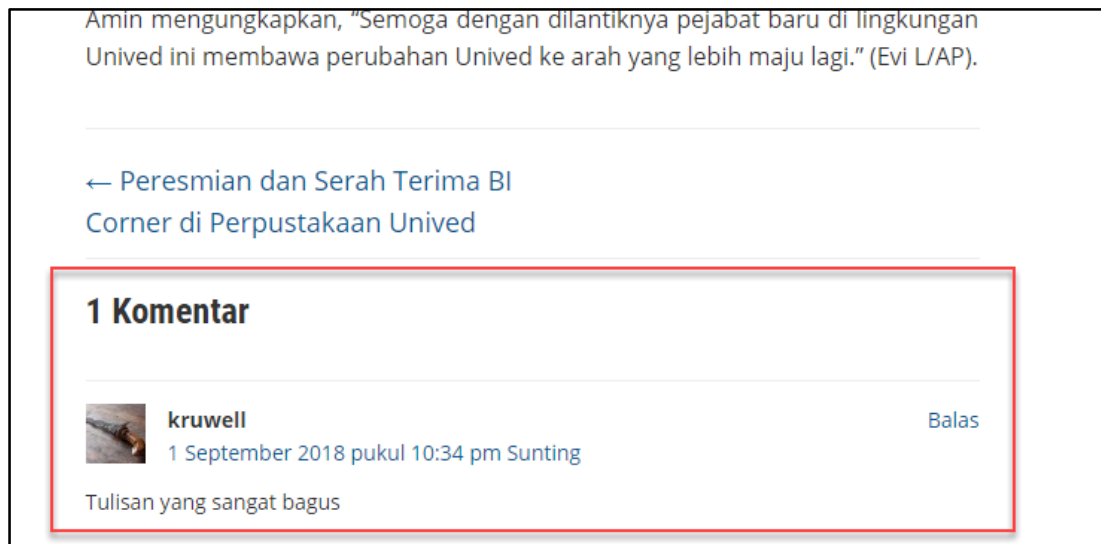 Amin mengungkapkan, “Semoga dengan dilantiknya pejabat baru di lingkungan
Unived ini membawa perubahan Unived ke arah yang lebih maju lagi.” (Evi L/AP).
← Peresmian dan Serah Terima BI
Corner di Perpustakaan Unived
1 Komentar
kruwell
Balas
1 September 2018 pukul 10:34 pm Sunting
Tulisan yang sangat bagus